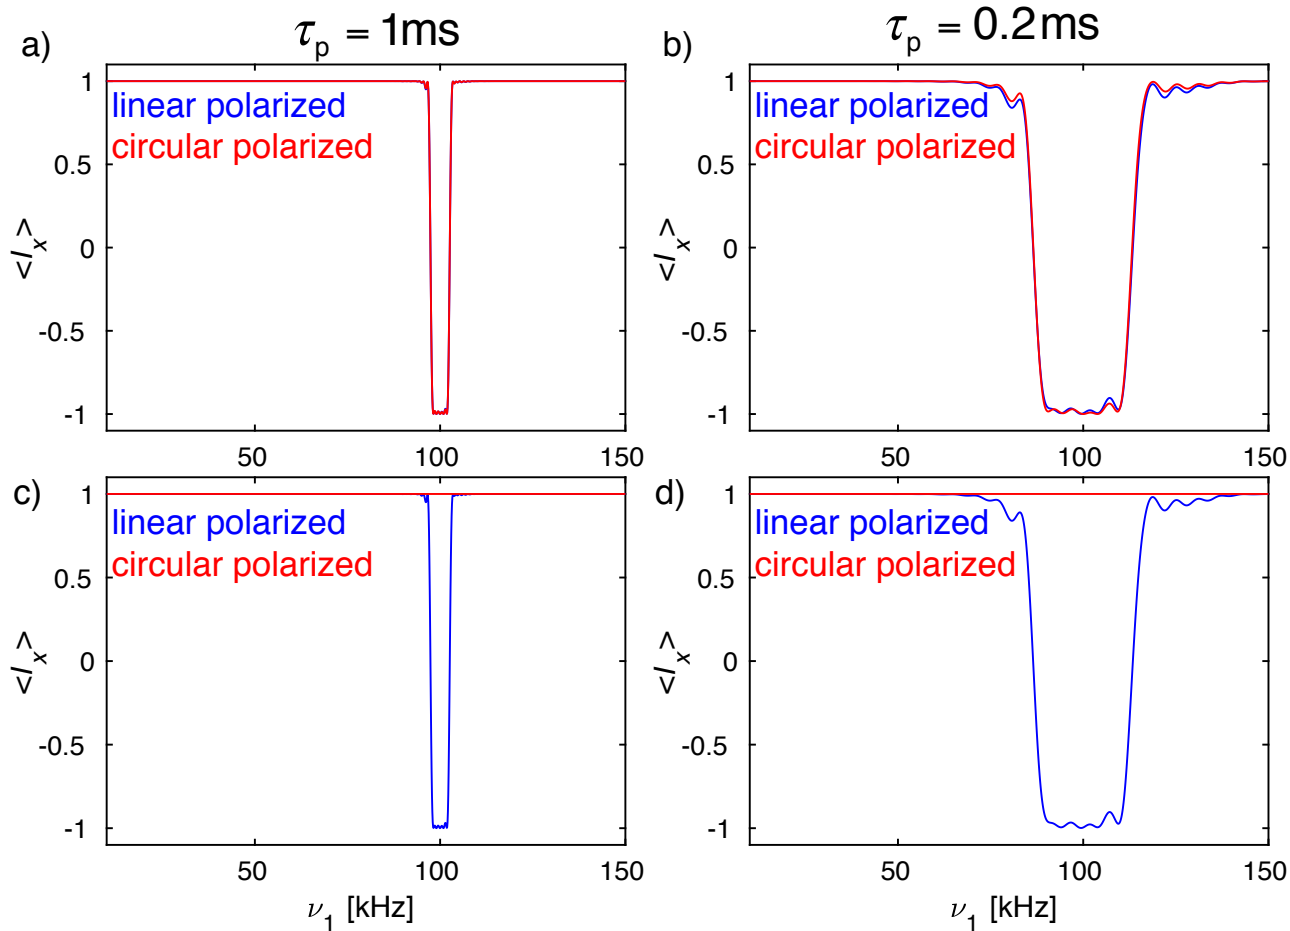 τp = 1ms
τp = 0.2ms
a)
1
0.5
0
-0.5
-1
<Ix>
linear polarized
circular polarized
50
100
150
b)
1
0.5
0
-0.5
-1
<Ix>
linear polarized
circular polarized
50
100
150
c)
1
0.5
0
-0.5
-1
<Ix>
linear polarized
circular polarized
50
100
150
ν1 [kHz]
d)
1
0.5
0
-0.5
-1
<Ix>
linear polarized
circular polarized
50
100
150
ν1 [kHz]